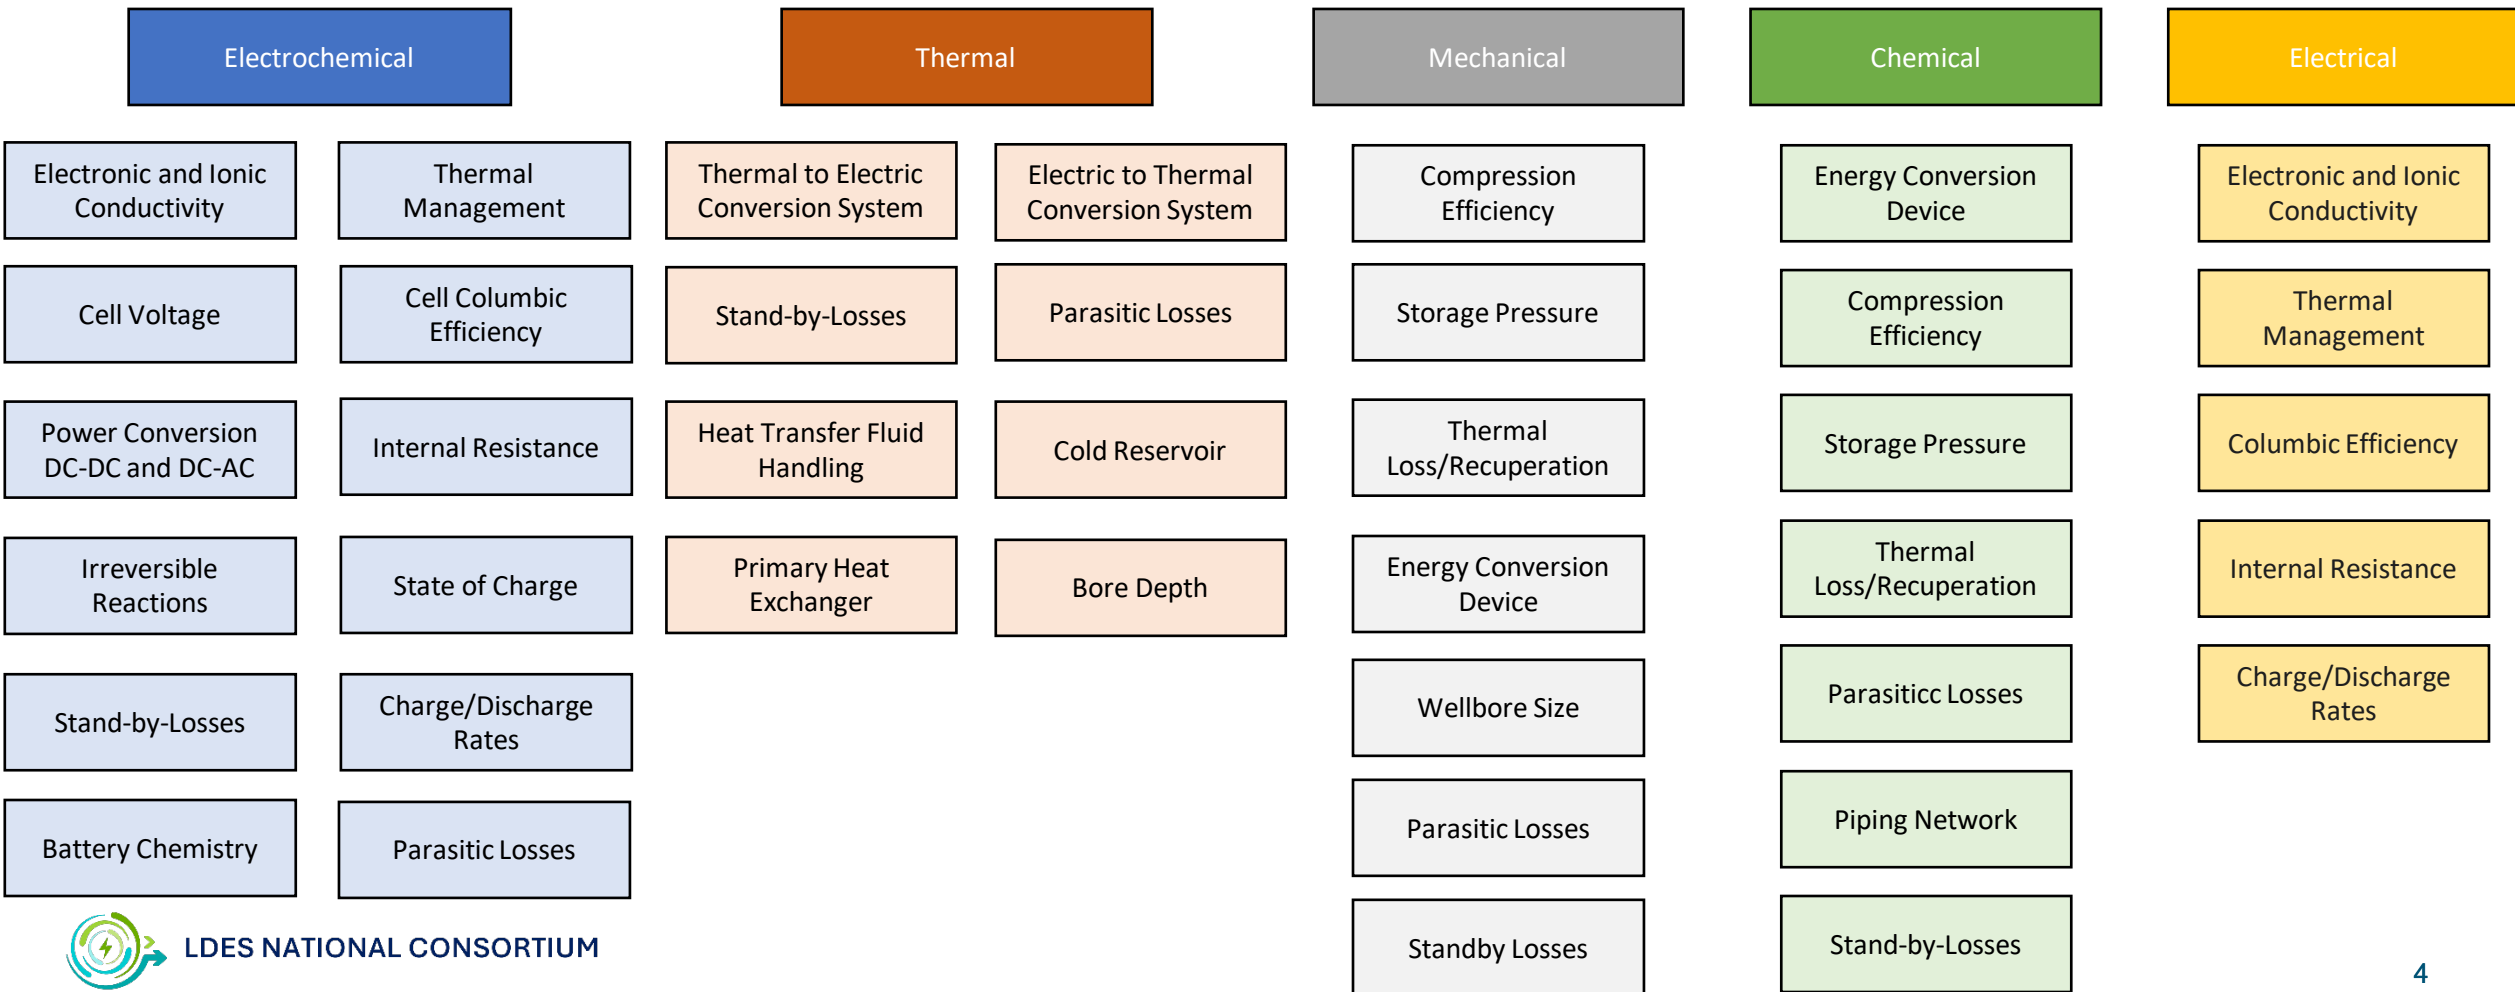 Electrochemical
Thermal
Mechanical
Chemical
Electrical
Electronic and Ionic
Conductivity
Thermal
Management
Thermal to Electric
Conversion System
Electric to Thermal
Conversion System
Compression
Efficiency
Energy Conversion
Device
Electronic and Ionic
Conductivity
Cell Voltage
Cell Columbic
Efficiency
Stand-by-Losses
Parasitic Losses
Storage Pressure
Compression
Efficiency
Thermal
Management
Power Conversion
DC-DC and DC-AC
Internal Resistance
Heat Transfer Fluid
Handling
Cold Reservoir
Thermal
Loss/Recuperation
Storage Pressure
Columbic Efficiency
Irreversible
Reactions
State of Charge
Primary Heat
Exchanger
Bore Depth
Energy Conversion
Device
Thermal
Loss/Recuperation
Internal Resistance
Stand-by-Losses
Charge/Discharge
Rates
Wellbore Size
Parasiticc Losses
Charge/Discharge
Rates
Battery Chemistry
Parasitic Losses
Parasitic Losses
Piping Network
Standby Losses
Stand-by-Losses
LDES NATIONAL CONSORTIUM
4